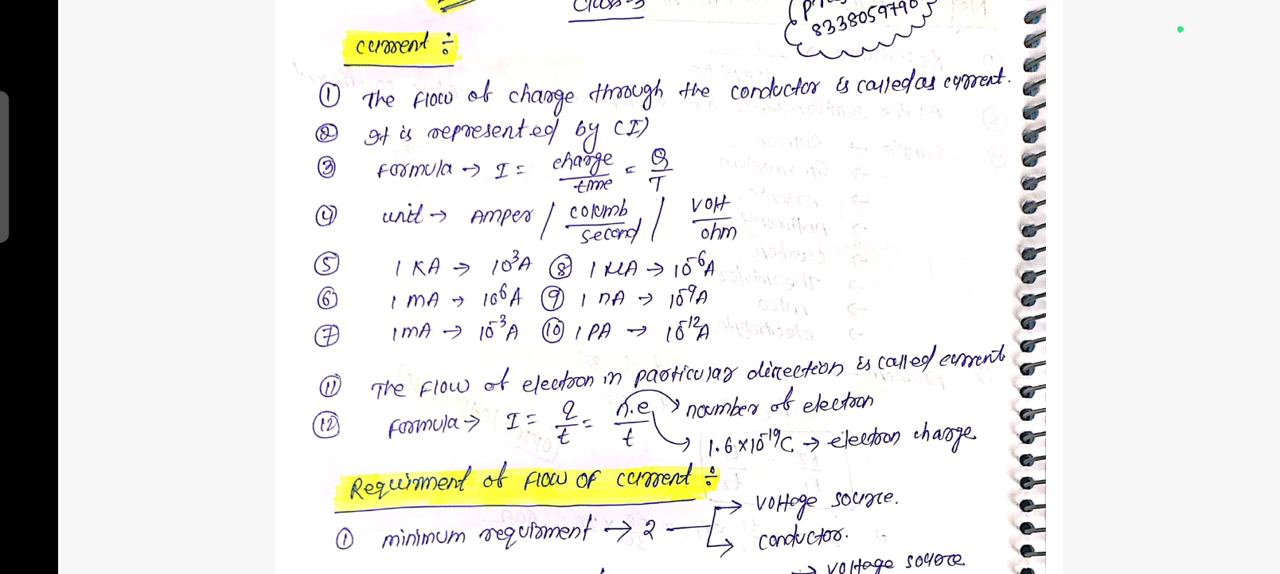 Class-3
8338059790
current ÷
① The flow of charge through the conductor is called as current.
② It is represented by (I)
③ formula → I = charge/time = Q/T
④ unit → Amper / colomb/second / volt/ohm
⑤ 1 KA → 10³A ⑧ 1 μA → 10⁻⁶A
⑥ 1 MA → 10⁶A ⑨ 1 nA → 10⁻⁹A
⑦ 1mA → 10⁻³A ⑩ 1 PA → 10⁻¹²A
⑪ The flow of electron in particular direction is called current
⑫ formula → I = q/t = n.e/t → number of electron
→ 1.6×10⁻¹⁹C → electron charge
Requirment of flow of current ÷
① minimum requirment → 2 → voltage source.
→ conductor.
→ voltage source